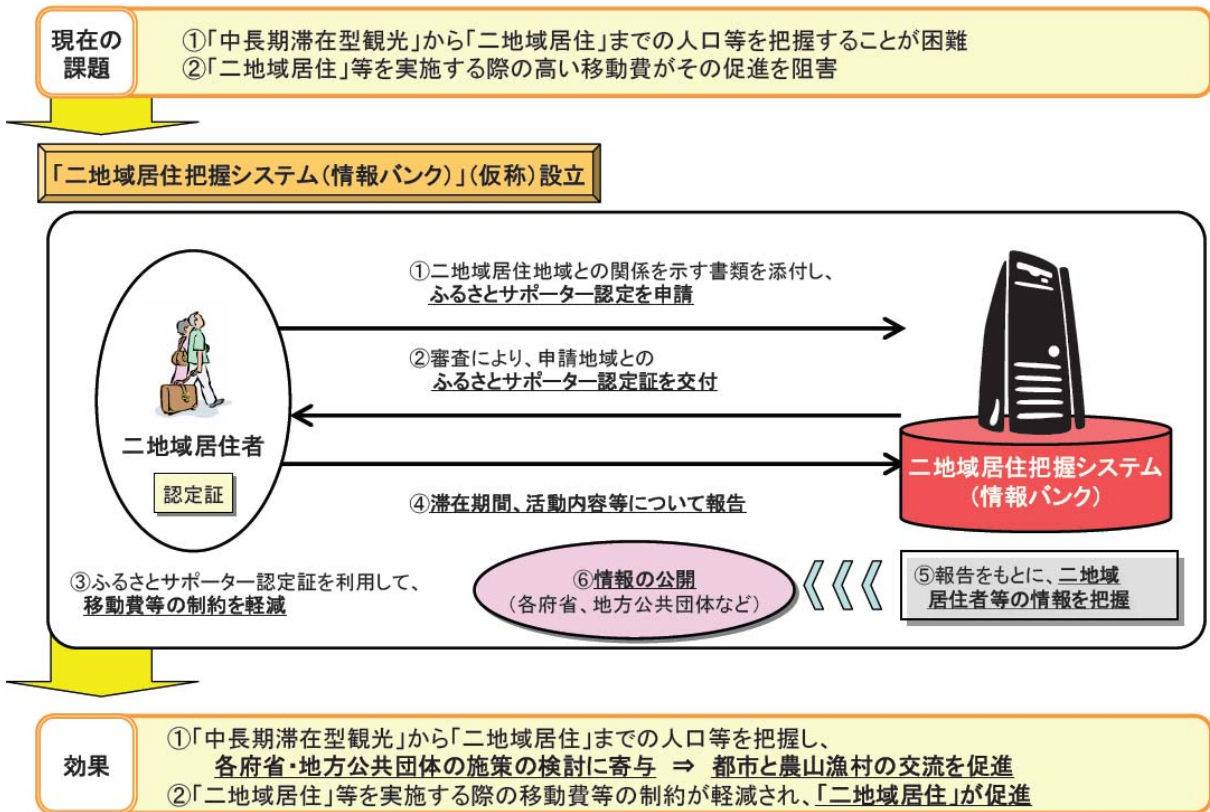 現在の
課題
①「中長期滞在型観光」から「二地域居住」までの人口等を把握することが困難
②「二地域居住」等を実施する際の高い移動費がその促進を阻害
「二地域居住把握システム(情報バンク)」(仮称)設立
①二地域居住地域との関係を示す書類を添付し、
ふるさとサポーター認定を申請
②審査により、申請地域との
ふるさとサポーター認定証を交付
二地域居住者
認定証
二地域居住把握システム
(情報バンク)
④滞在期間、活動内容等について報告
③ふるさとサポーター認定証を利用して、
移動費等の制約を軽減
⑥情報の公開
(各府省、地方公共団体など)
⑤報告をもとに、二地域
居住者等の情報を把握
効果
①「中長期滞在型観光」から「二地域居住」までの人口等を把握し、
各府省・地方公共団体の施策の検討に寄与 ⇒ 都市と農山漁村の交流を促進
②「二地域居住」等を実施する際の移動費等の制約が軽減され、「二地域居住」が促進